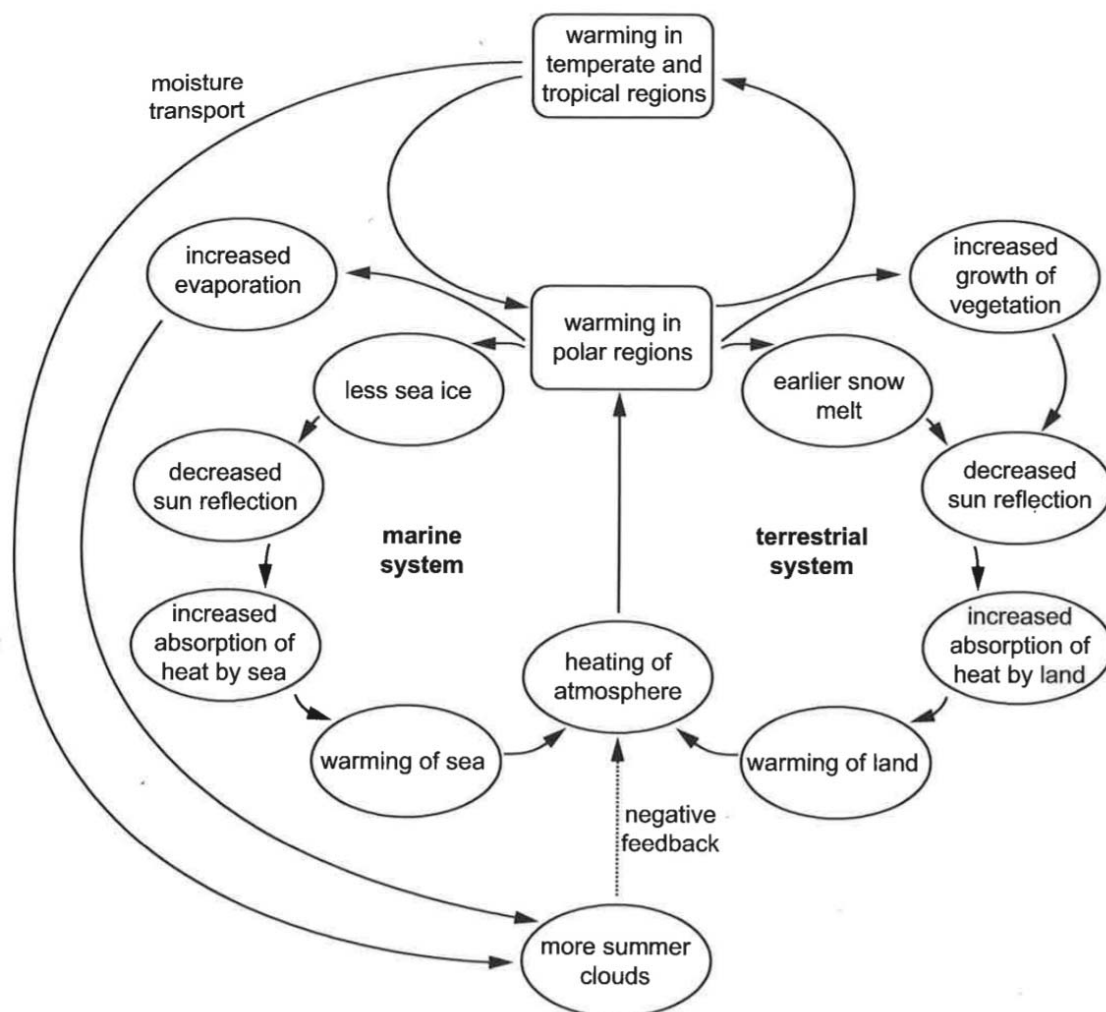 warming in
temperate and
tropical regions
moisture
transport
increased
evaporation
increased
growth of
vegetation
warming in
polar regions
less sea ice
earlier snow
melt
decreased
sun reflection
decreased
sun reflection
marine
system
terrestrial
system
increased
absorption of
heat by sea
heating of
atmosphere
increased
absorption of
heat by land
warming of sea
warming of land
negative
feedback
more summer
clouds